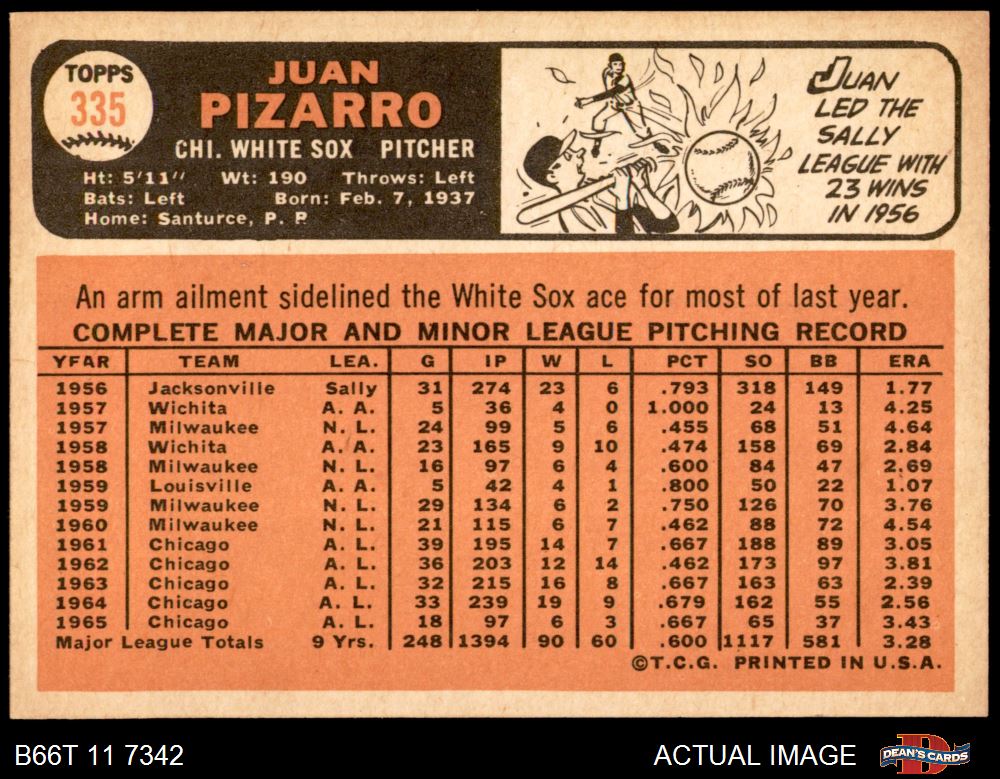 TOPPS
335
JUAN
PIZARRO
CHI. WHITE SOX PITCHER
Ht: 5'11" Wt: 190 Throws: Left
Bats: Left Born: Feb. 7, 1937
Home: Santurce, P. R.
JUAN
LED THE
SALLY
LEAGUE WITH
23 WINS
IN 1956
An arm ailment sidelined the White Sox ace for most of last year.
COMPLETE MAJOR AND MINOR LEAGUE PITCHING RECORD
YEAR TEAM LEA. G IP W L PCT SO BB ERA
1956 Jacksonville Sally 31 274 23 6 .793 318 149 1.77
1957 Wichita A. A. 5 36 4 0 1.000 24 13 4.25
1957 Milwaukee N. L. 24 99 5 6 .455 68 51 4.64
1958 Wichita A. A. 23 165 9 10 .474 158 69 2.84
1958 Milwaukee N. L. 16 97 6 4 .600 84 47 2.69
1959 Louisville A. A. 5 42 4 1 .800 50 22 1.07
1959 Milwaukee N. L. 29 134 6 2 .750 126 70 3.76
1960 Milwaukee N. L. 21 115 6 7 .462 88 72 4.54
1961 Chicago A. L. 39 195 14 7 .667 188 89 3.05
1962 Chicago A. L. 36 203 12 14 .462 173 97 3.81
1963 Chicago A. L. 32 215 16 8 .667 163 63 2.39
1964 Chicago A. L. 33 239 19 9 .679 162 55 2.56
1965 Chicago A. L. 18 97 6 3 .667 65 37 3.43
Major League Totals 9 Yrs. 248 1394 90 60 .600 1117 581 3.28
©T.C.G. PRINTED IN U.S.A.
B66T 11 7342
ACTUAL IMAGE
DEAN'S CARDS